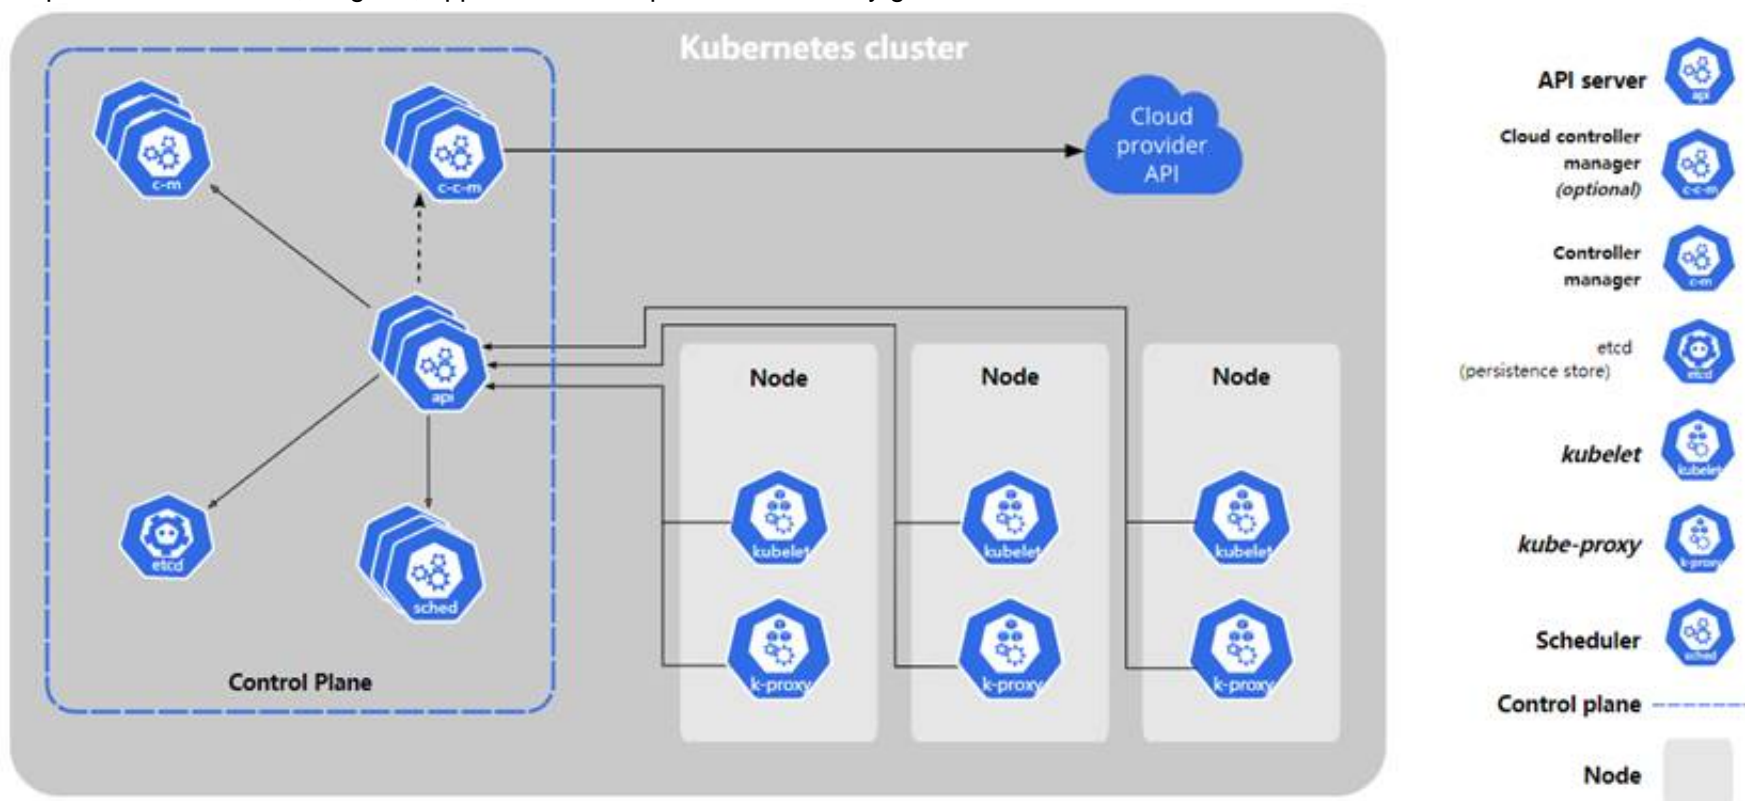 Kubernetes cluster
c-m
c-c-m
Cloud
provider
API
api
etcd
sched
Control Plane
Node
Node
Node
kubelet
kubelet
kubelet
k-proxy
k-proxy
k-proxy
API server
api
Cloud controller
manager
(optional)
c-c-m
Controller
manager
c-m
etcd
(persistence store)
etcd
kubelet
kubelet
kube-proxy
k-proxy
Scheduler
sched
Control plane
Node